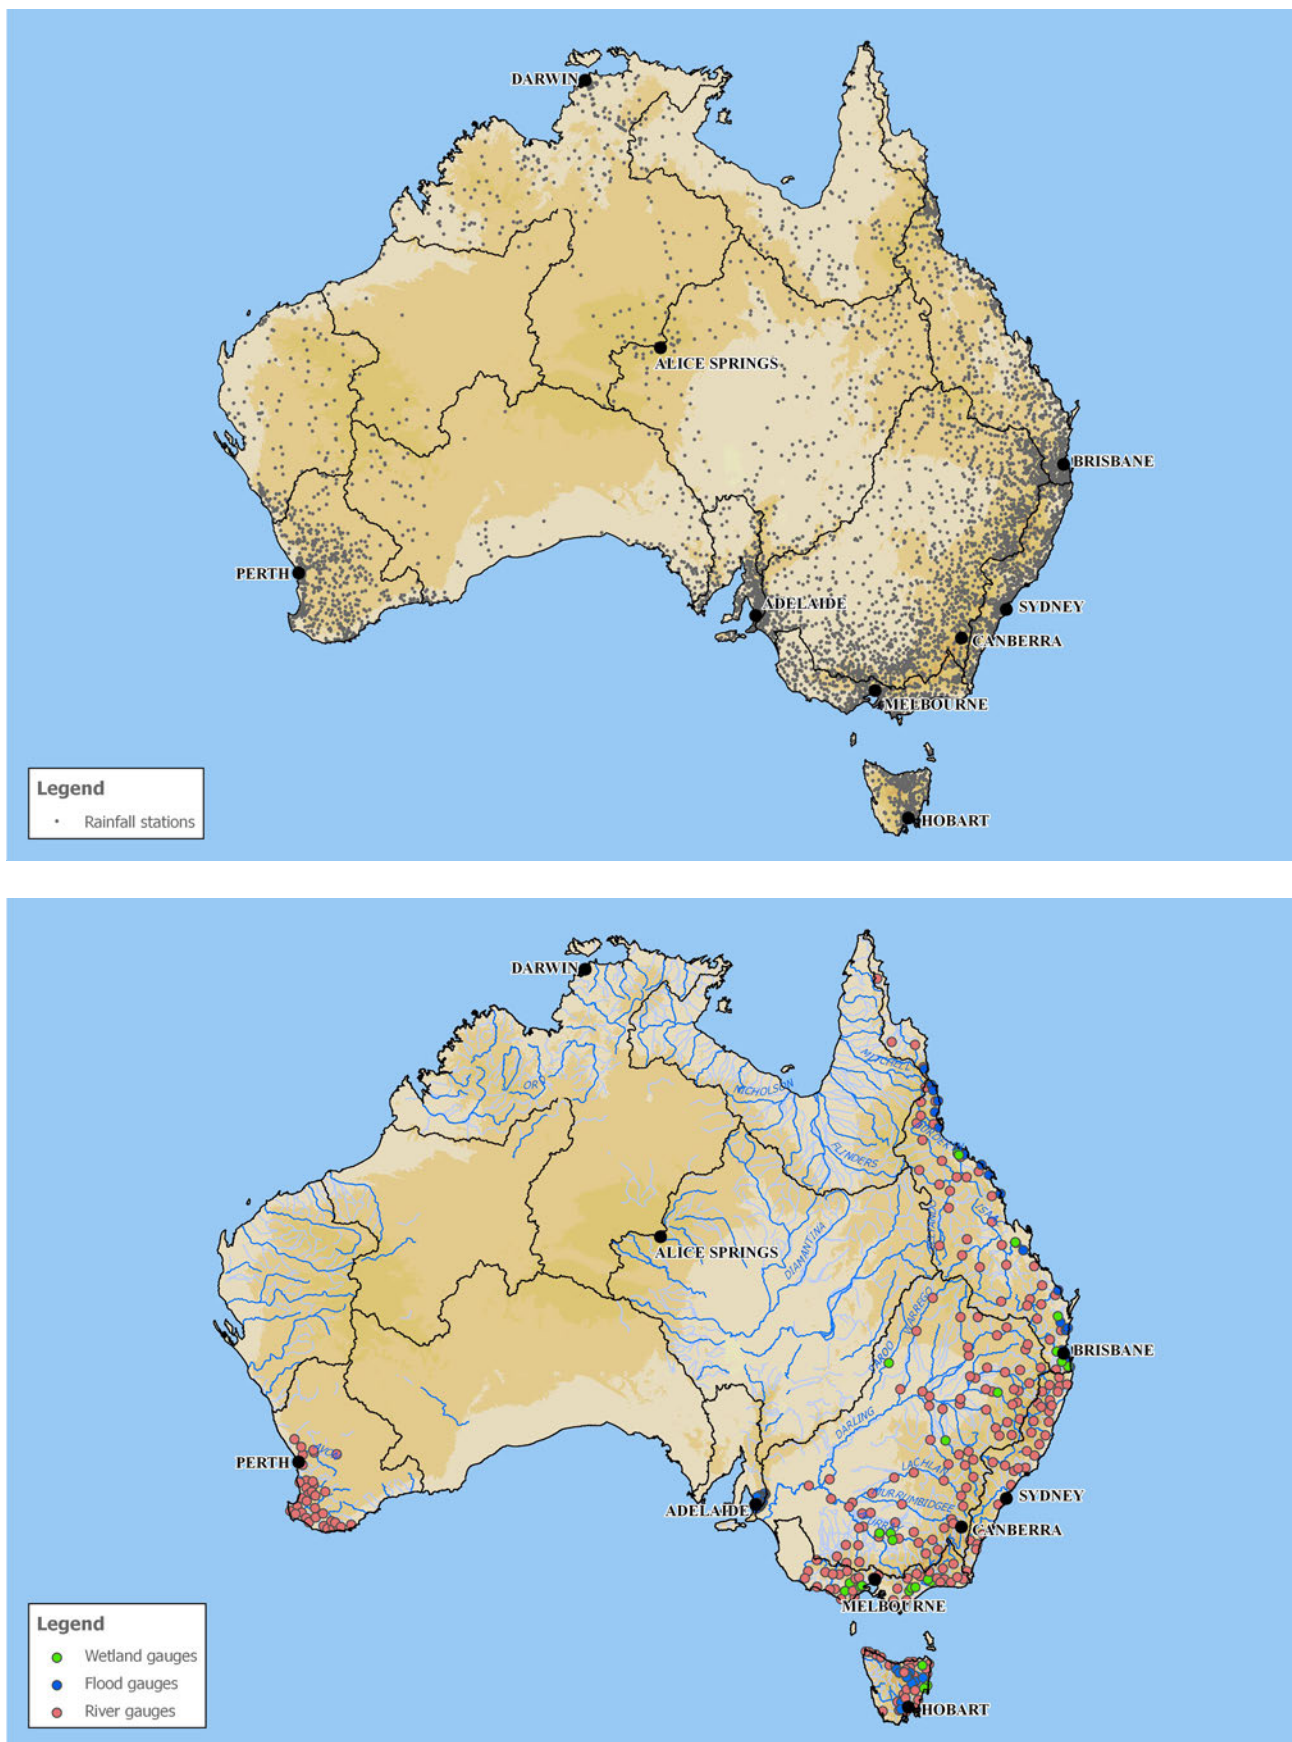 DARWIN
ALICE SPRINGS
BRISBANE
PERTH
ADELAIDE
SYDNEY
CANBERRA
MELBOURNE
HOBART
Legend
Rainfall stations
DARWIN
MITCHELL
ORD
NICHOLSON
FLINDERS
ALICE SPRINGS
DIAMANTINA
WARREGO
PAROO
BRISBANE
DARLING
PERTH
LACHLAN
ADELAIDE
MURRUMBIDGEE
SYDNEY
MURRAY
CANBERRA
MELBOURNE
Legend
Wetland gauges
Flood gauges
River gauges
HOBART